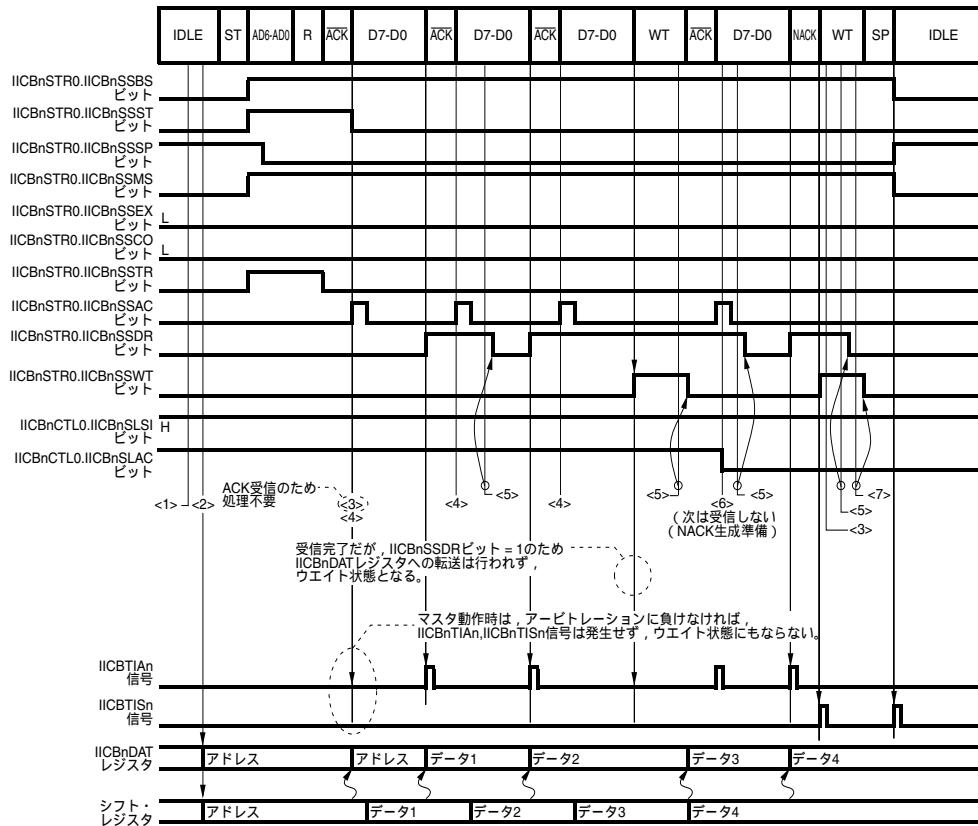 IDLE ST AD6-AD0 R ACK D7-D0 ACK D7-D0 ACK D7-D0 WT ACK D7-D0 NACK WT SP IDLE
IICBnSTR0.IICBnSSBS
ビット
IICBnSTR0.IICBnSSST
ビット
IICBnSTR0.IICBnSSSP
ビット
IICBnSTR0.IICBnSSMS
ビット
IICBnSTR0.IICBnSSEX
ビット L
IICBnSTR0.IICBnSSCO
ビット L
IICBnSTR0.IICBnSSTR
ビット
IICBnSTR0.IICBnSSAC
ビット
IICBnSTR0.IICBnSSDR
ビット
IICBnSTR0.IICBnSSWT
ビット
IICBnCTL0.IICBnSLSI H
ビット
IICBnCTL0.IICBnSLAC
ビット
<1> <2>
ACK受信のため
処理不要
<3>
<4>
<4> <5> <4> <5> <6> <5> <7>
<5>
<3>
(次は受信しない
(NACK生成準備)
受信完了だが，IICBnSSDRビット = 1のため
IICBnDATレジスタへの転送は行われず，
ウエイト状態となる。
マスタ動作時は，アービトレーションに負けなければ，
IICBnTIAn,IICBnTISn信号は発生せず，ウエイト状態にもならない。
IICBTIAn
信号
IICBTISn
信号
IICBnDAT
レジスタ
アドレス アドレス データ1 データ2 データ3 データ4
シフト・
レジスタ
アドレス データ1 データ2 データ3 データ4